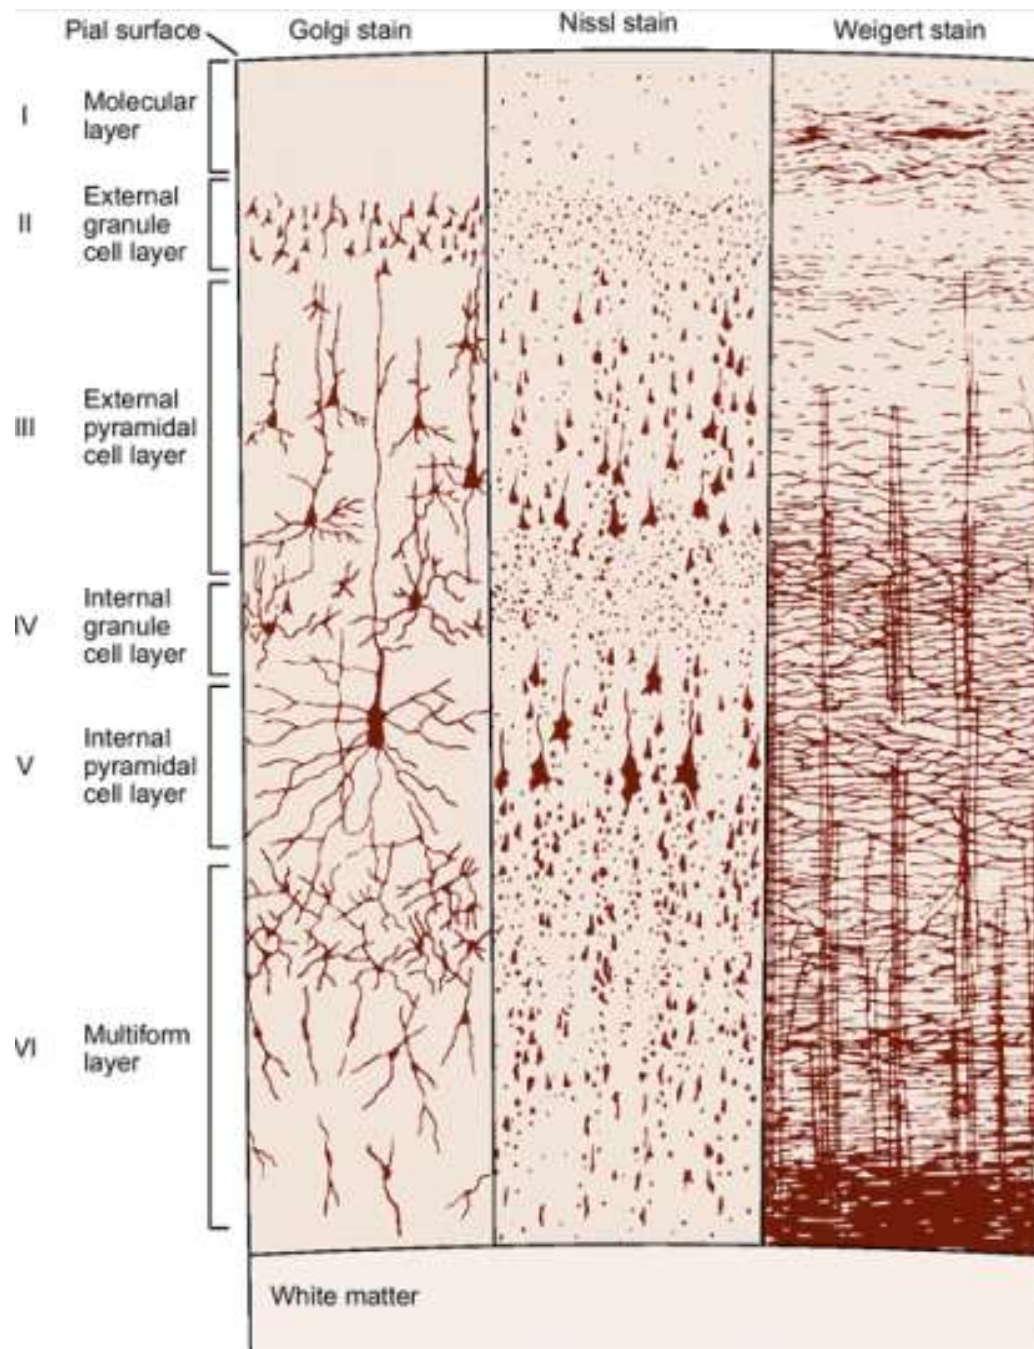 Pial surface
Golgi stain
Nissl stain
Weigert stain
I
Molecular
layer
II
External
granule
cell layer
III
External
pyramidal
cell layer
IV
Internal
granule
cell layer
V
Internal
pyramidal
cell layer
VI
Multiform
layer
White matter